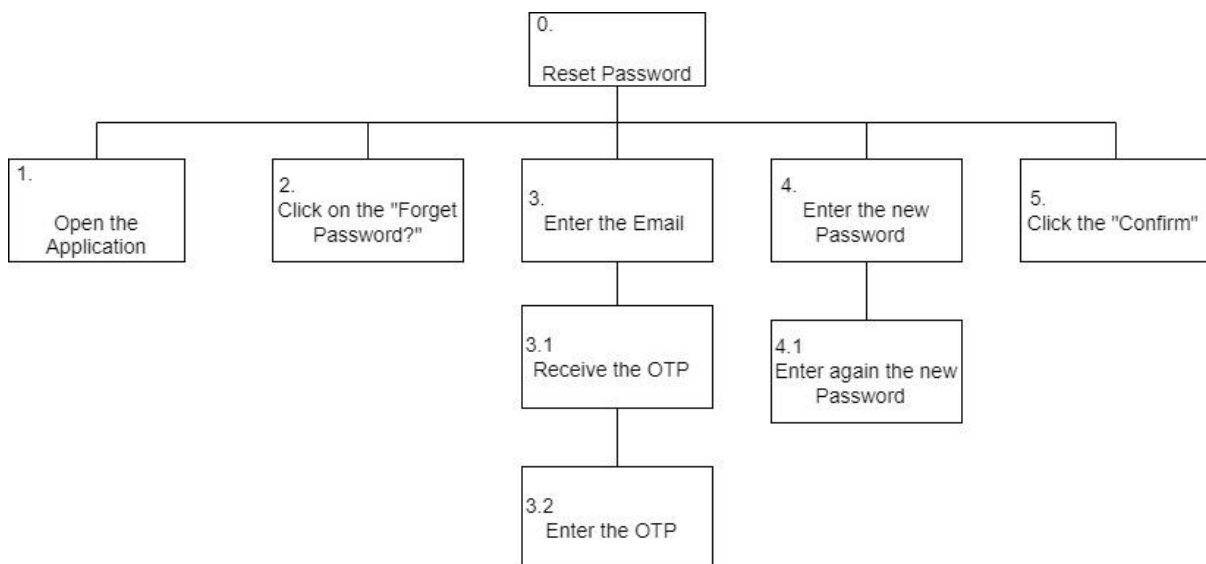 0.
Reset Password
1.
Open the
Application
2.
Click on the "Forget
Password?"
3.
Enter the Email
4.
Enter the new
Password
5.
Click the "Confirm"
3.1
Receive the OTP
4.1
Enter again the new
Password
3.2
Enter the OTP